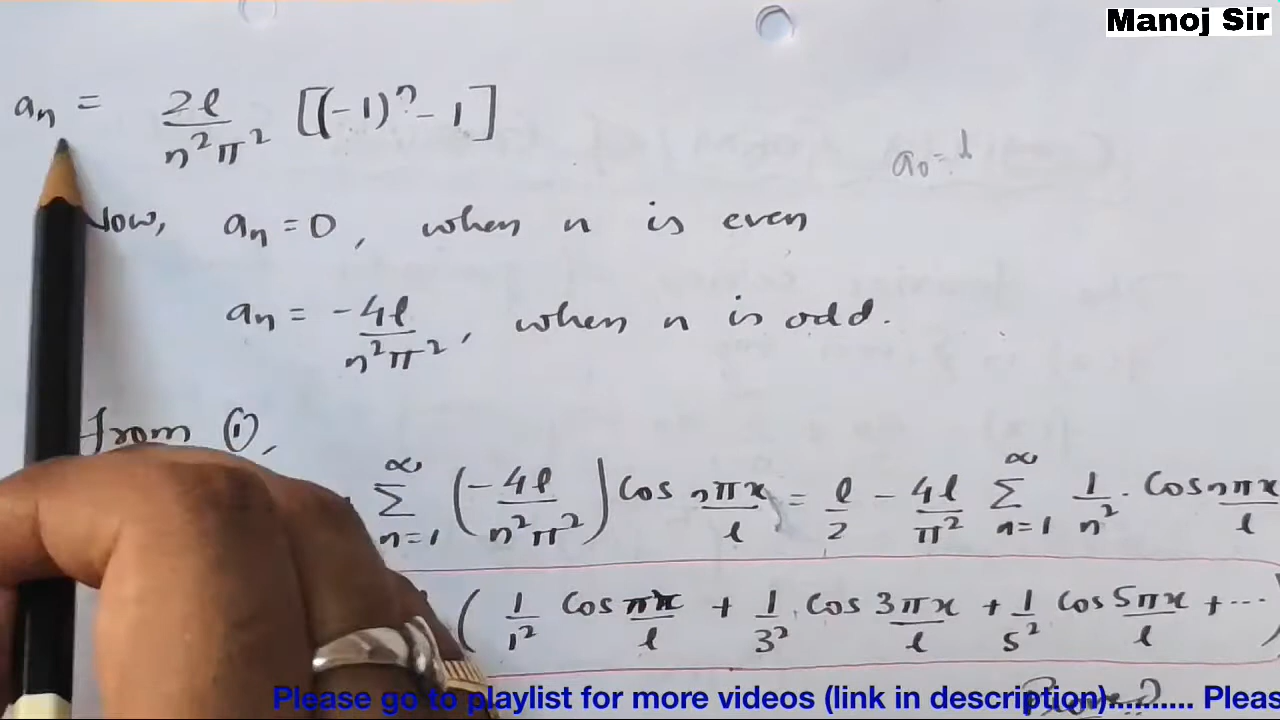 Manoj Sir
aₙ = 2ℓ/n²π² [(-1)ⁿ - 1]
a₀ = l
Now, aₙ = 0, when n is even
aₙ = -4ℓ/n²π², when n is odd.
from ①,
∞∑n=1 (-4ℓ/n²π²) cos nπx/l = ℓ/2 - 4ℓ/π² ∞∑n=1 1/n² · cos nπx/l
( 1/1² cos πx/l + 1/3² cos 3πx/l + 1/5² cos 5πx/l + ··· )
Please go to playlist for more videos (link in description).......... Pleas